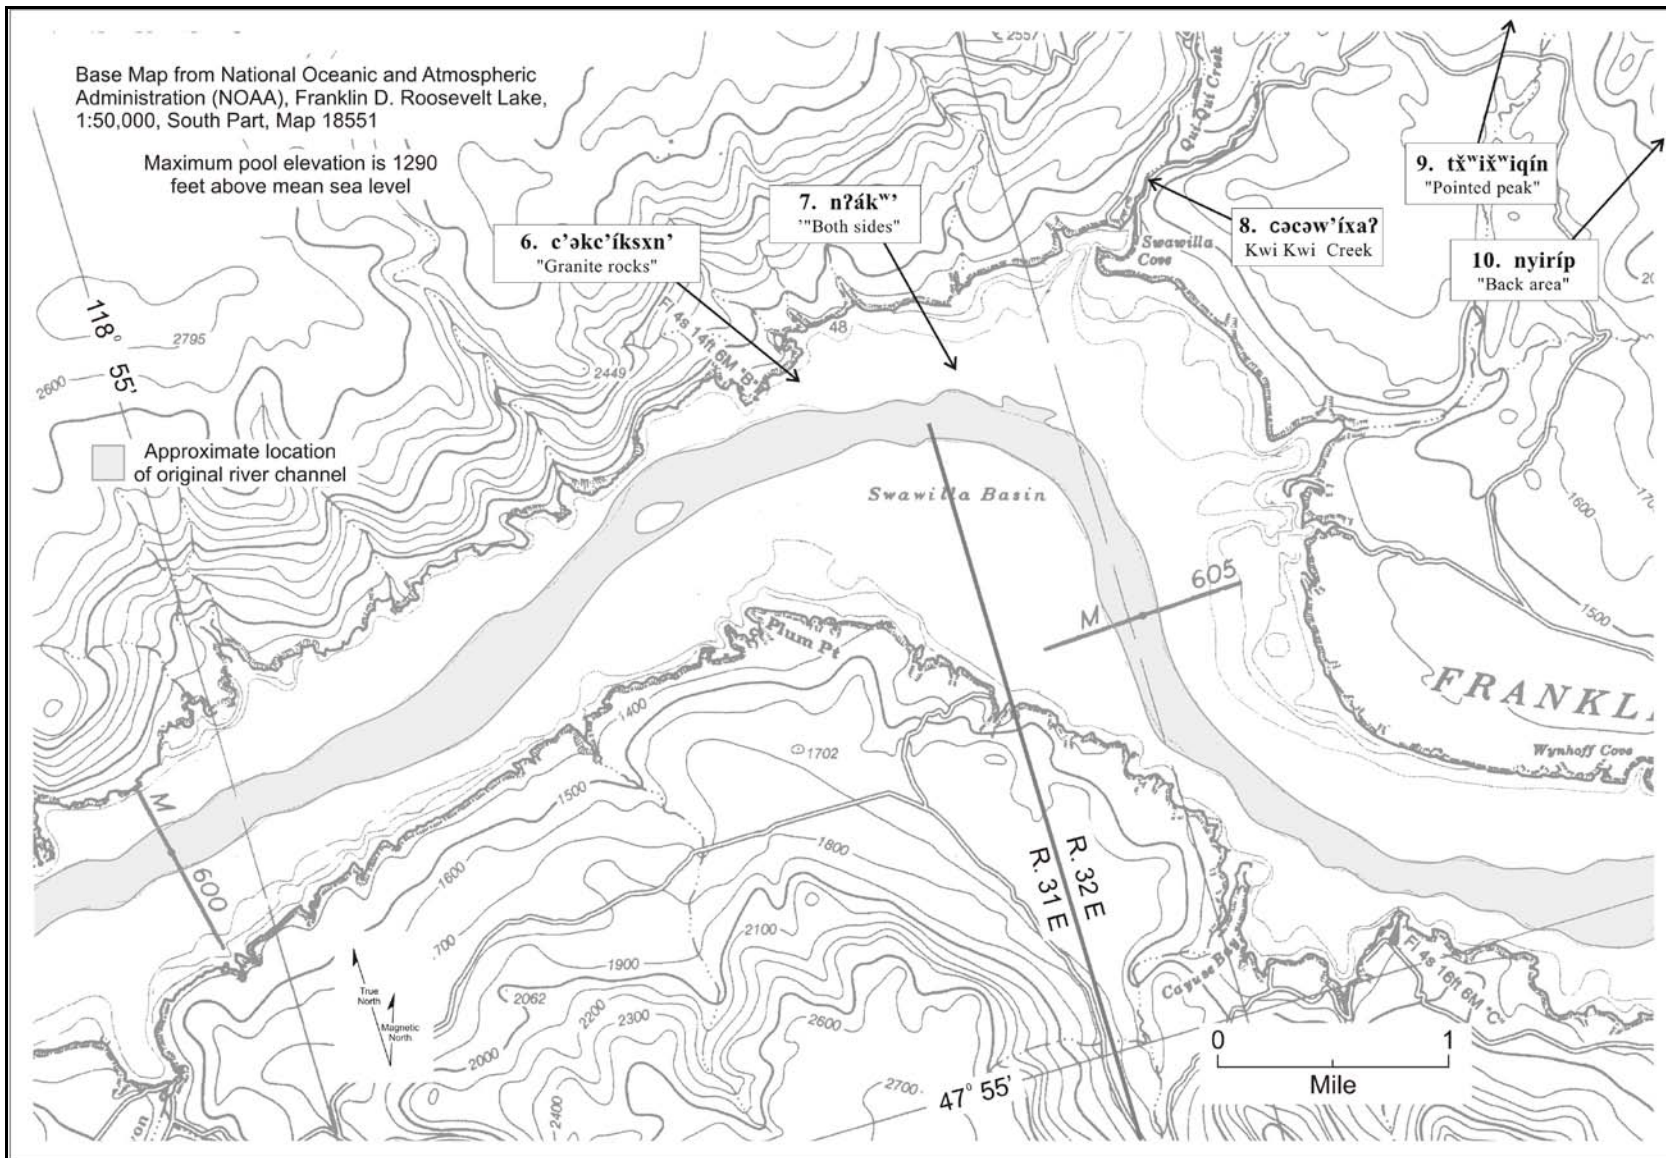 Base Map from National Oceanic and Atmospheric
Administration (NOAA), Franklin D. Roosevelt Lake,
1:50,000, South Part, Map 18551
Maximum pool elevation is 1290
feet above mean sea level
2557
Qui Qui Creek
9. tx̌ʷix̌ʷiqín
"Pointed peak"
7. nʔákʷ’
’"Both sides"
8. cəcəw’íxaʔ
Kwi Kwi Creek
6. c’əkc’íksxn’
"Granite rocks"
10. nyiríp
"Back area"
Swawilla
Cove
118° 55'
2795
2600
2449
Fl 4s 14ft 6M "B"
48
Approximate location
of original river channel
Swawilla Basin
1600
605
M
1500
Plum Pt
FRANKL
1400
1702
Wynhoff Cove
M
600
1500
1600
1800
R. 31 E
R. 32 E
700
2100
1900
2062
2200
2300
2600
2000
2400
2700
True
North
Magnetic
North
Cayuse Bay
Fl 4s 16ft 6M "C"
47° 55'
0 1
Mile